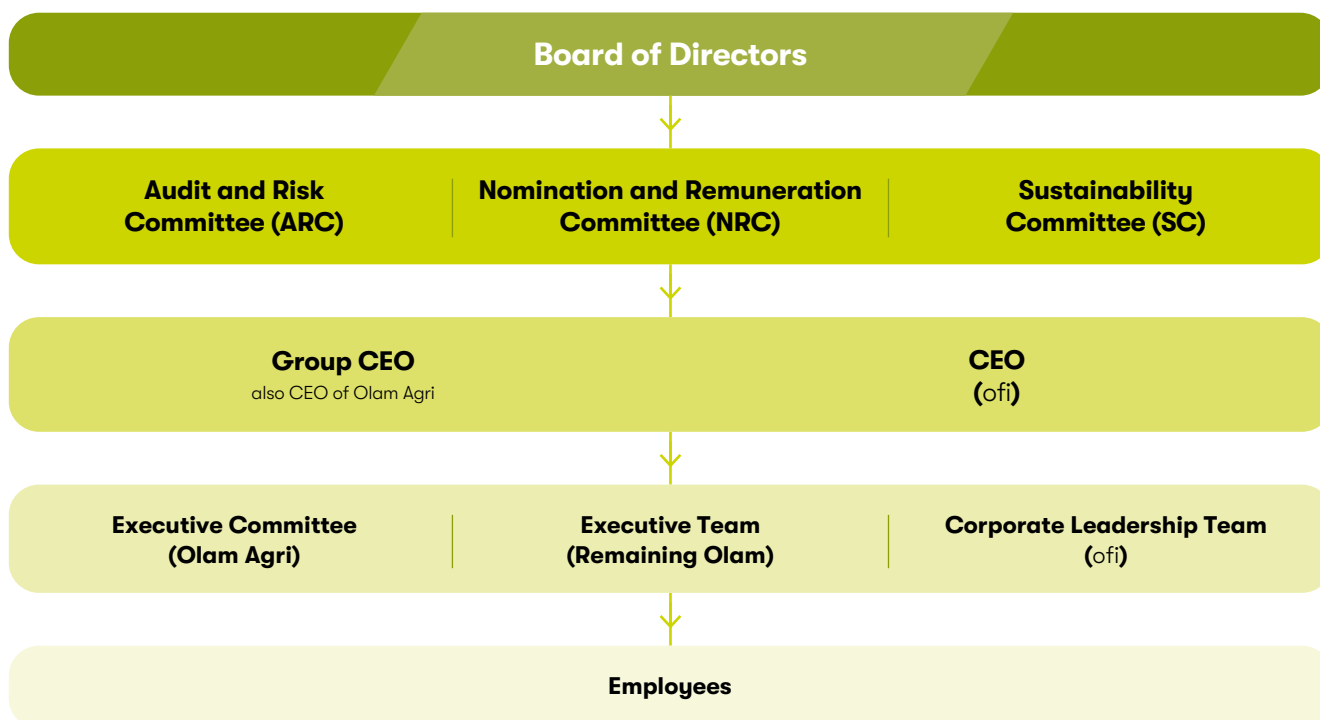 Board of Directors
Audit and Risk
Committee (ARC)
Nomination and Remuneration
Committee (NRC)
Sustainability
Committee (SC)
Group CEO
also CEO of Olam Agri
CEO
(ofi)
Executive Committee
(Olam Agri)
Executive Team
(Remaining Olam)
Corporate Leadership Team
(ofi)
Employees